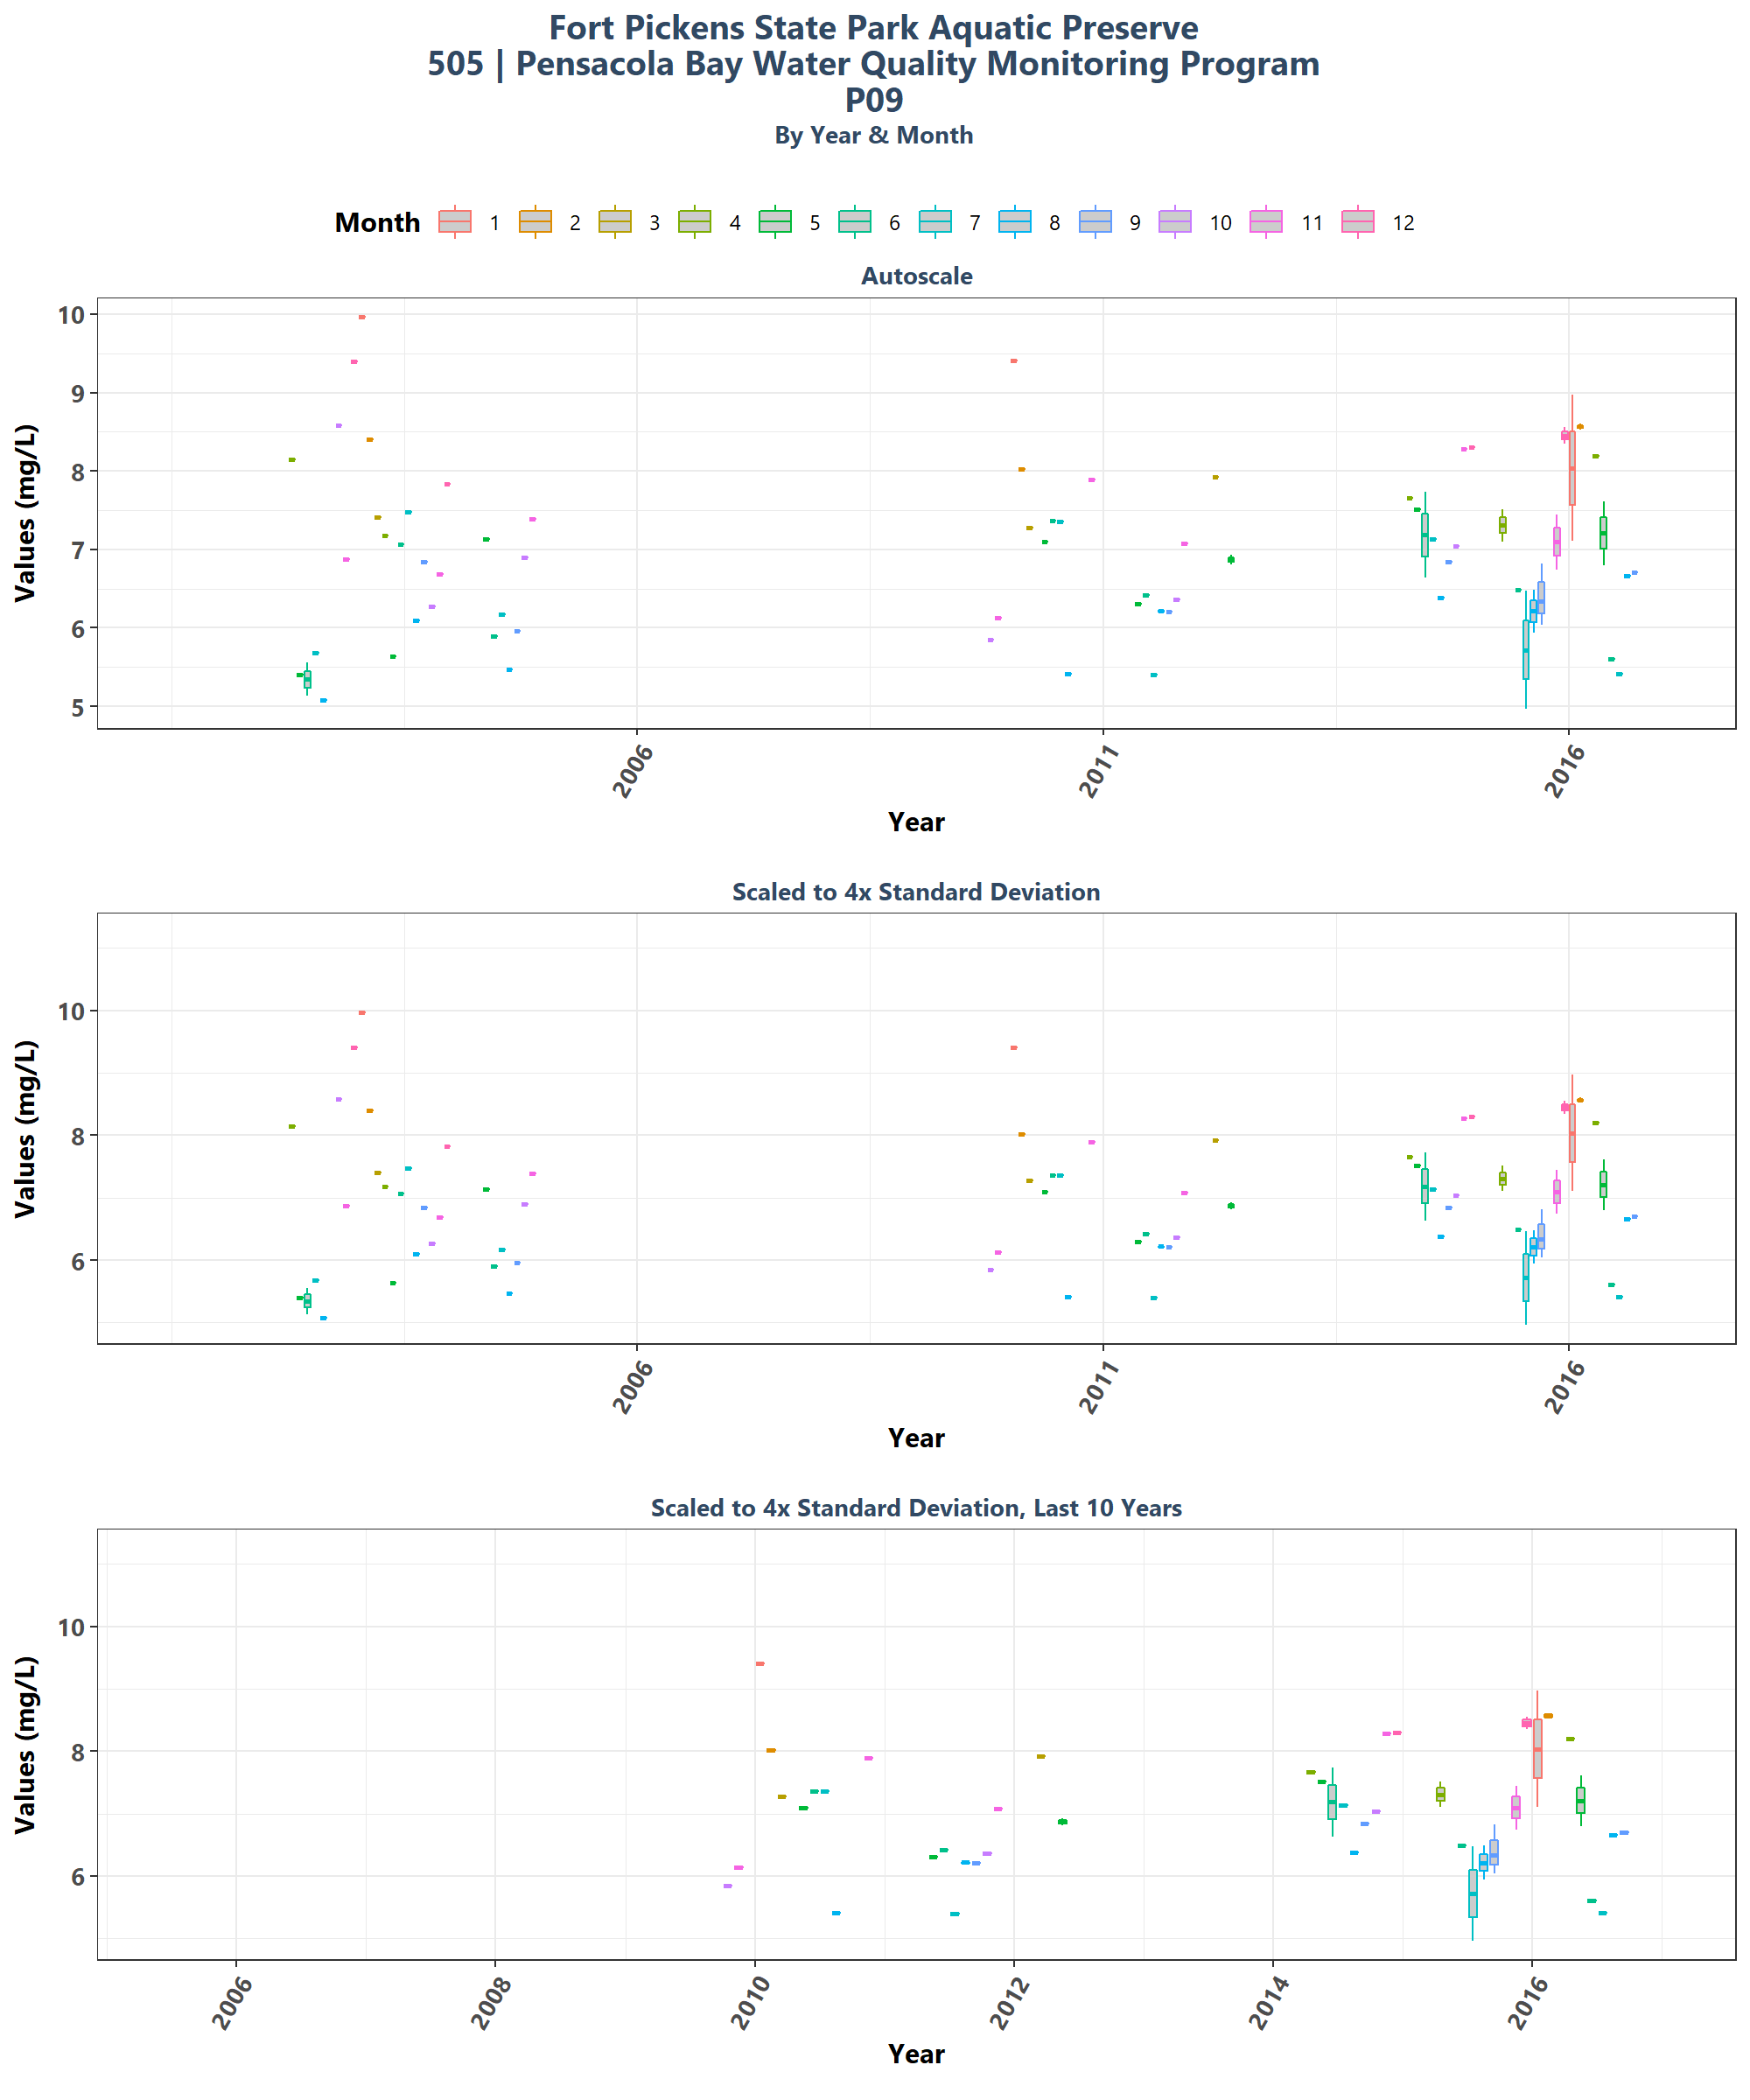 Fort Pickens State Park Aquatic Preserve
505 | Pensacola Bay Water Quality Monitoring Program
P09
By Year & Month
Month 1 2 3 4 5 6 7 8 9 10 11 12
Autoscale
Values (mg/L)
10
9
8
7
6
5
2006 2011 2016
Year
Scaled to 4x Standard Deviation
Values (mg/L)
10
8
6
2006 2011 2016
Year
Scaled to 4x Standard Deviation, Last 10 Years
Values (mg/L)
10
8
6
2006 2008 2010 2012 2014 2016
Year